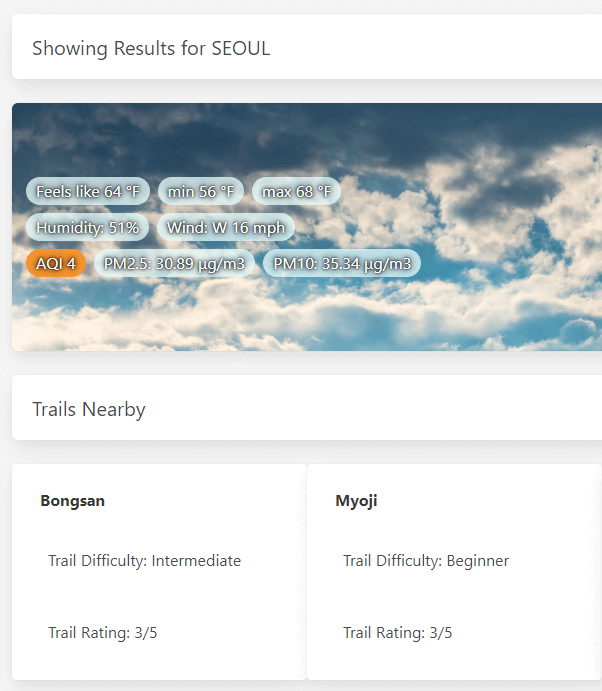 Showing Results for SEOUL
Feels like 64 °F min 56 °F max 68 °F
Humidity: 51% Wind: W 16 mph
AQI 4 PM2.5: 30.89 µg/m3 PM10: 35.34 µg/m3
Trails Nearby
Bongsan
Trail Difficulty: Intermediate
Trail Rating: 3/5
Myoji
Trail Difficulty: Beginner
Trail Rating: 3/5